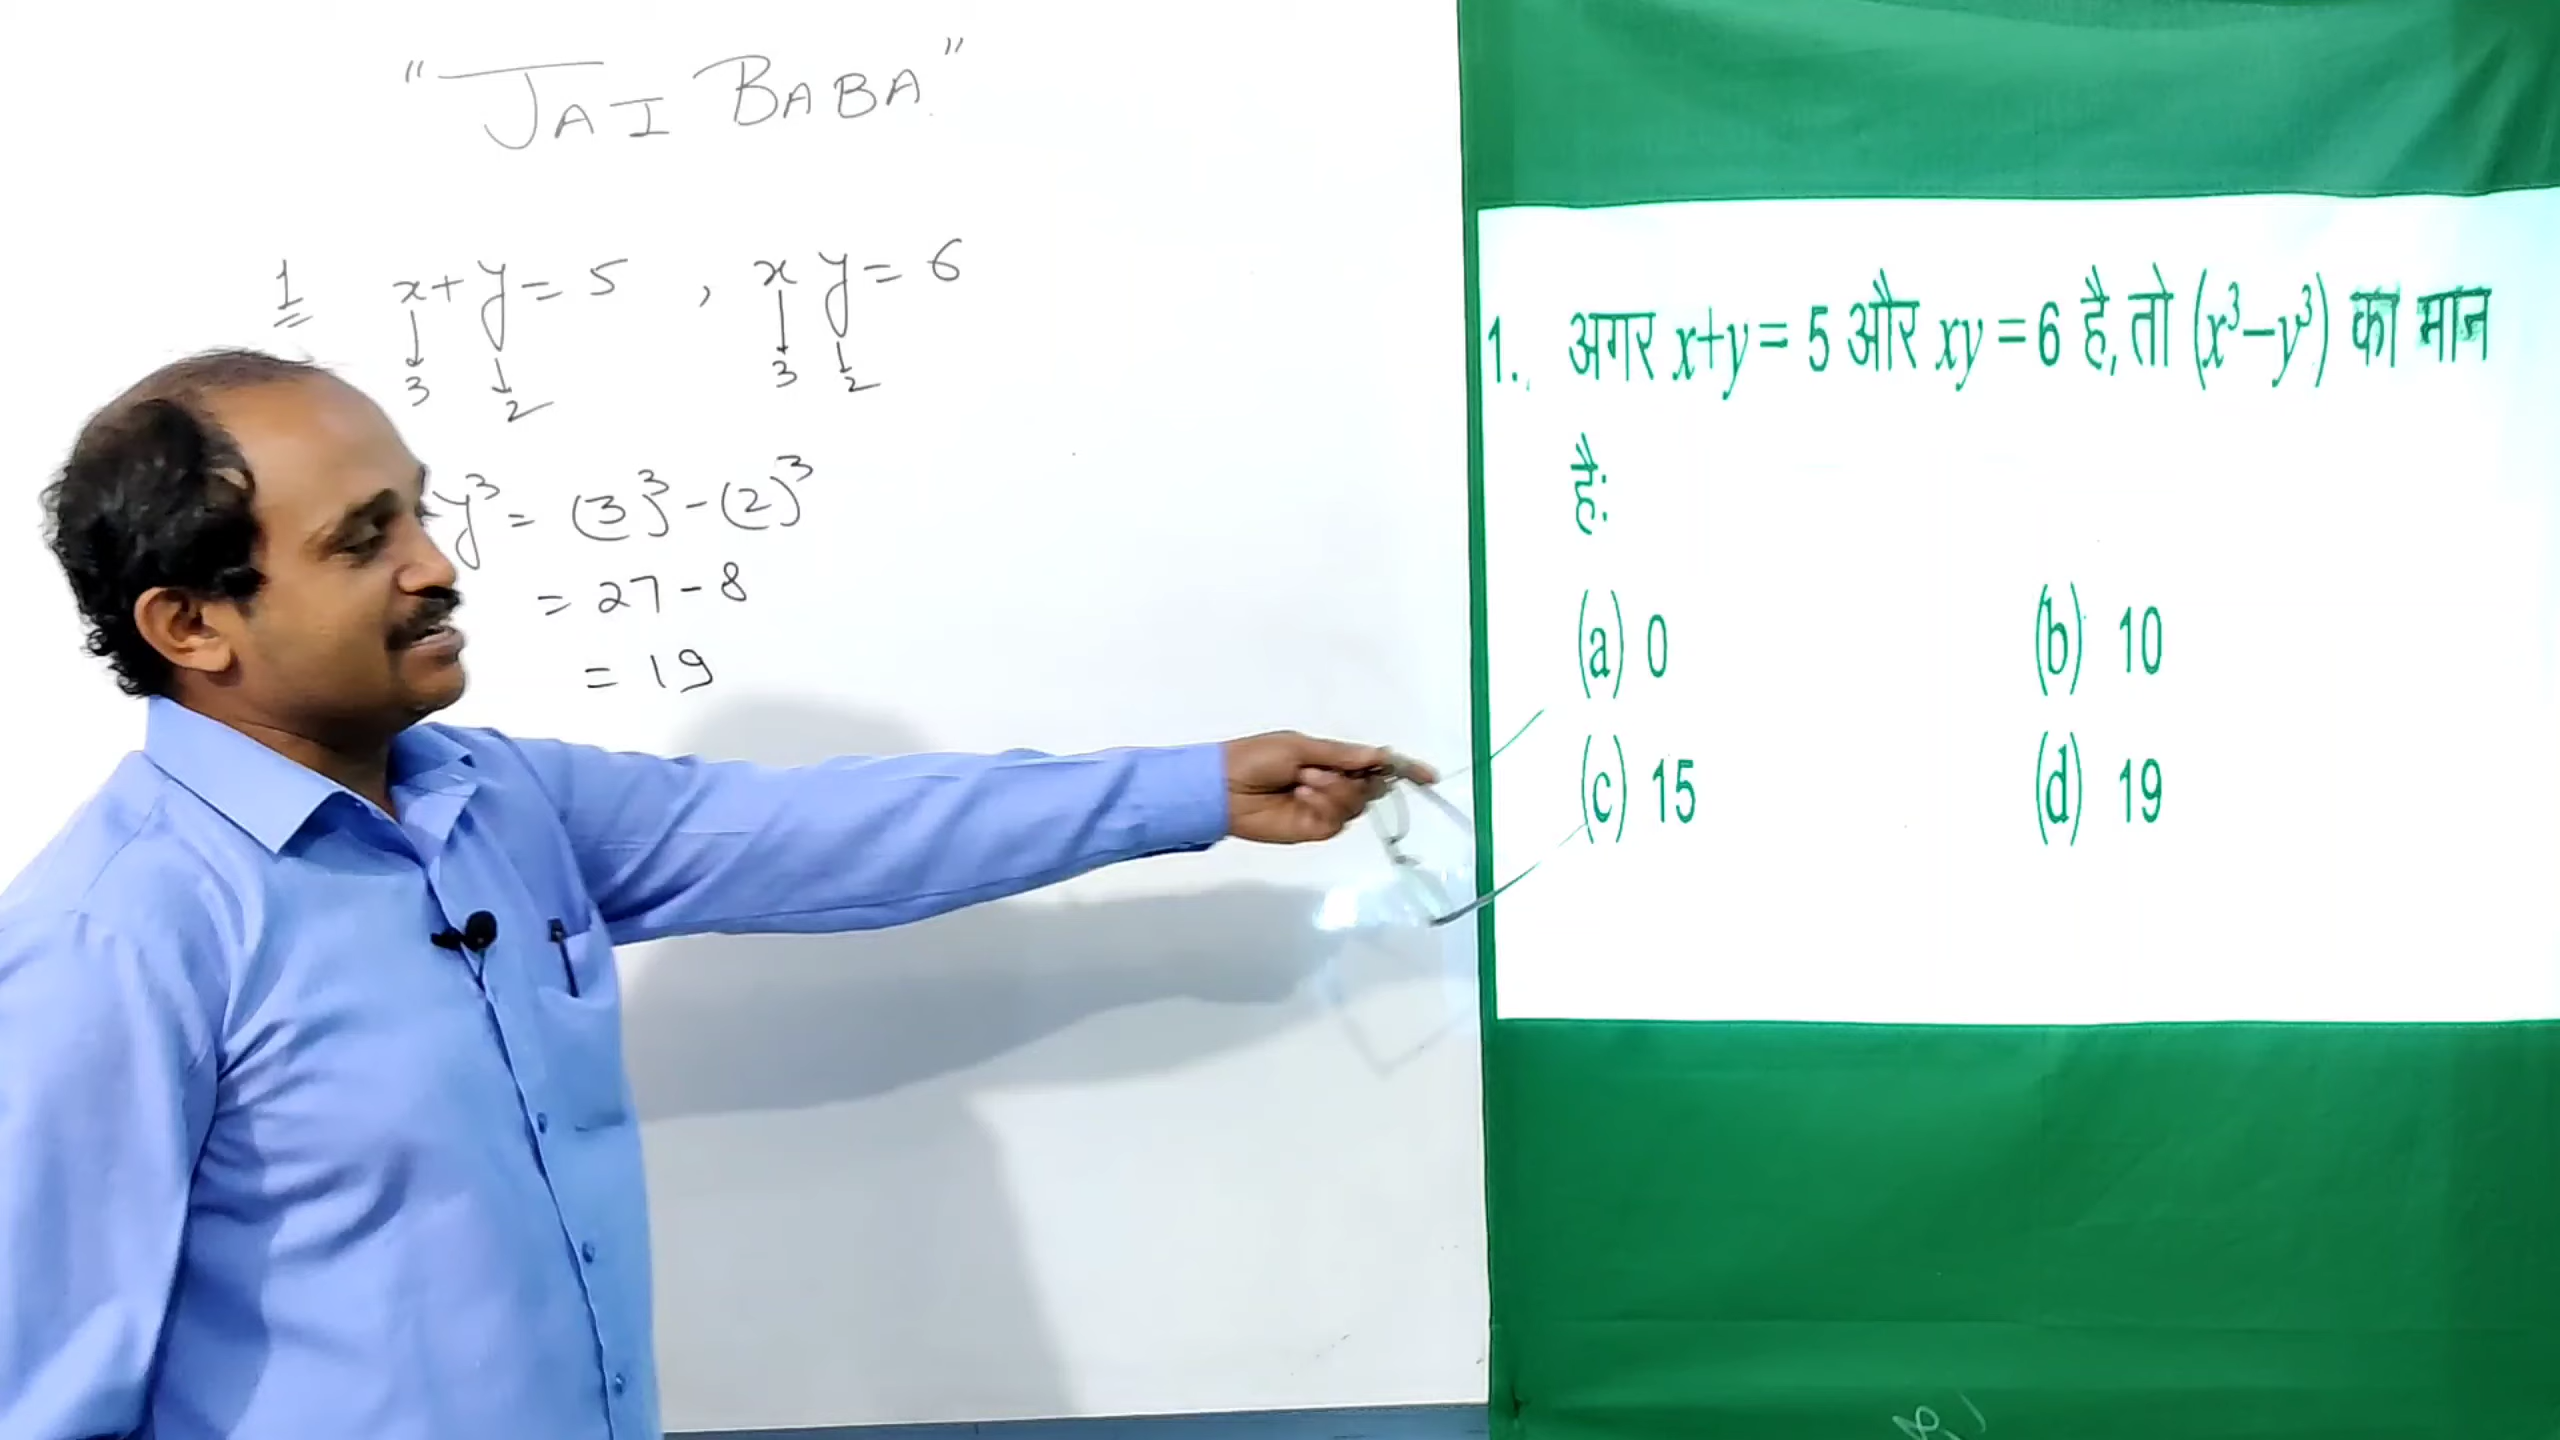 "JAI BABA"
1 x+y=5 , xy=6
3 2 3 2
y³ = (3)³-(2)³
= 27-8
= 19
1. अगर x+y = 5 और xy = 6 है, तो (x³–y³) का मान
है:
(a) 0 (b) 10
(c) 15 (d) 19